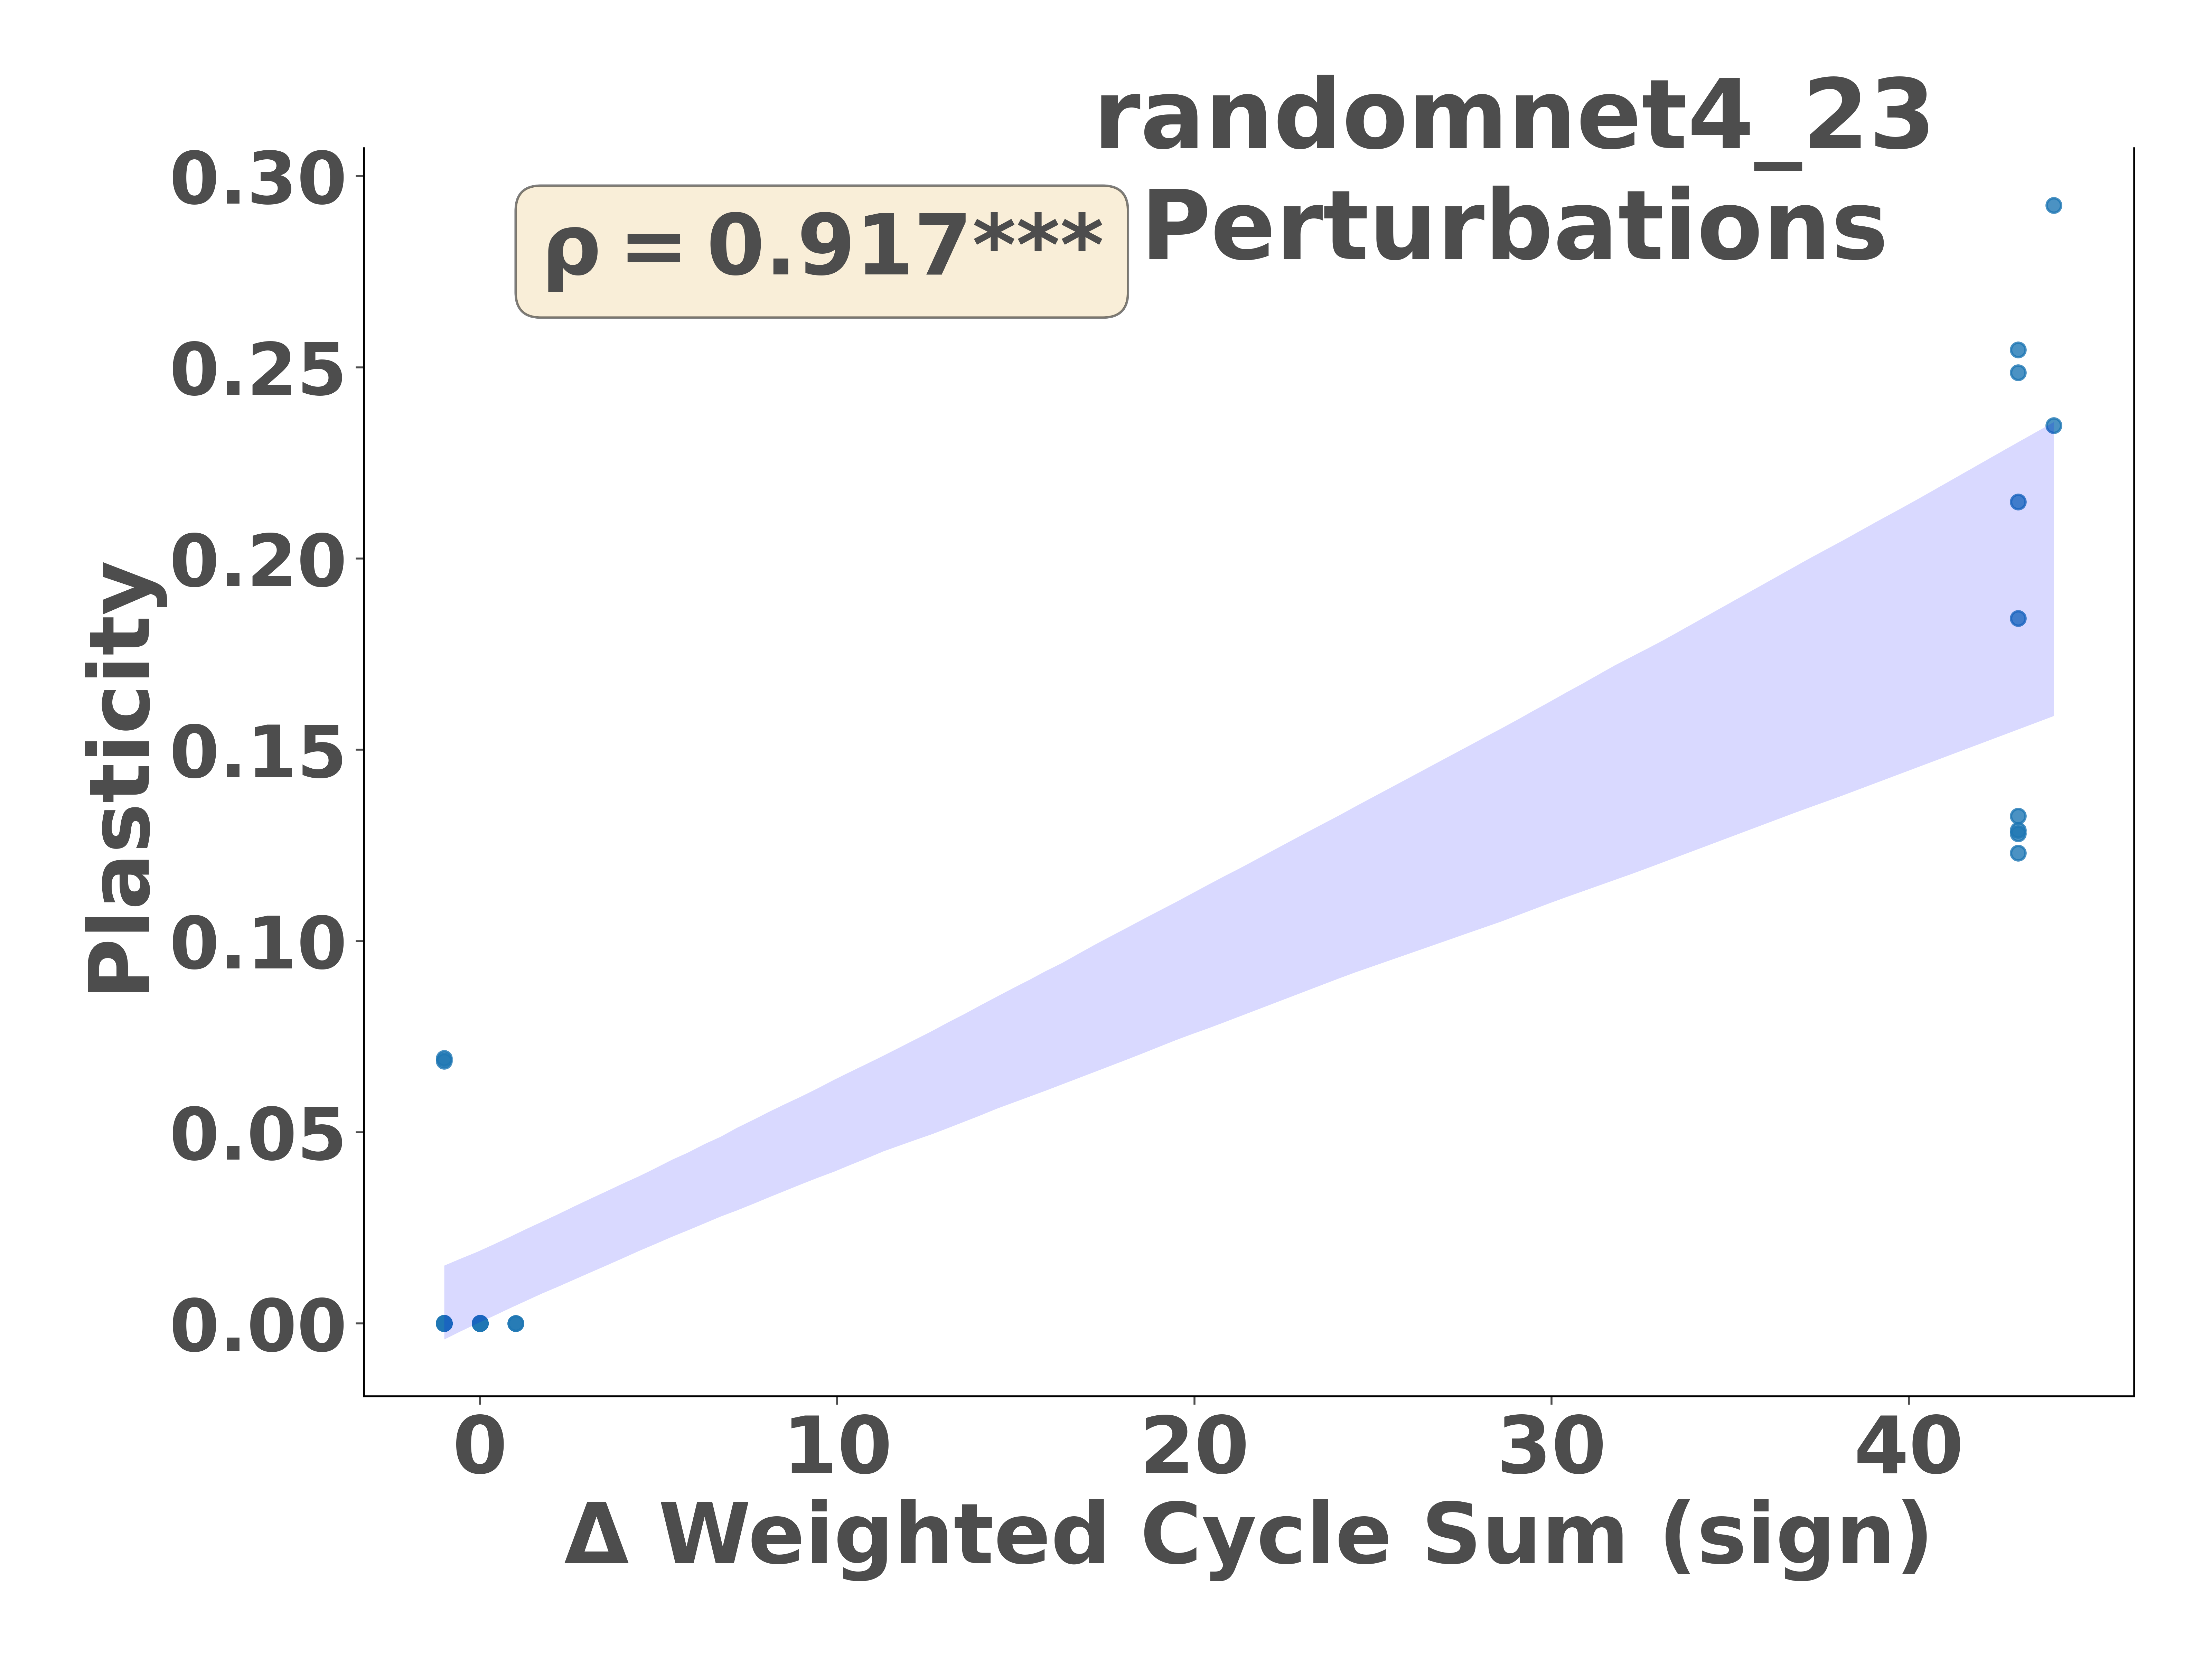 randomnet4_23
Perturbations
ρ = 0.917***
Plasticity
0.30
0.25
0.20
0.15
0.10
0.05
0.00
0 10 20 30 40
Δ Weighted Cycle Sum (sign)